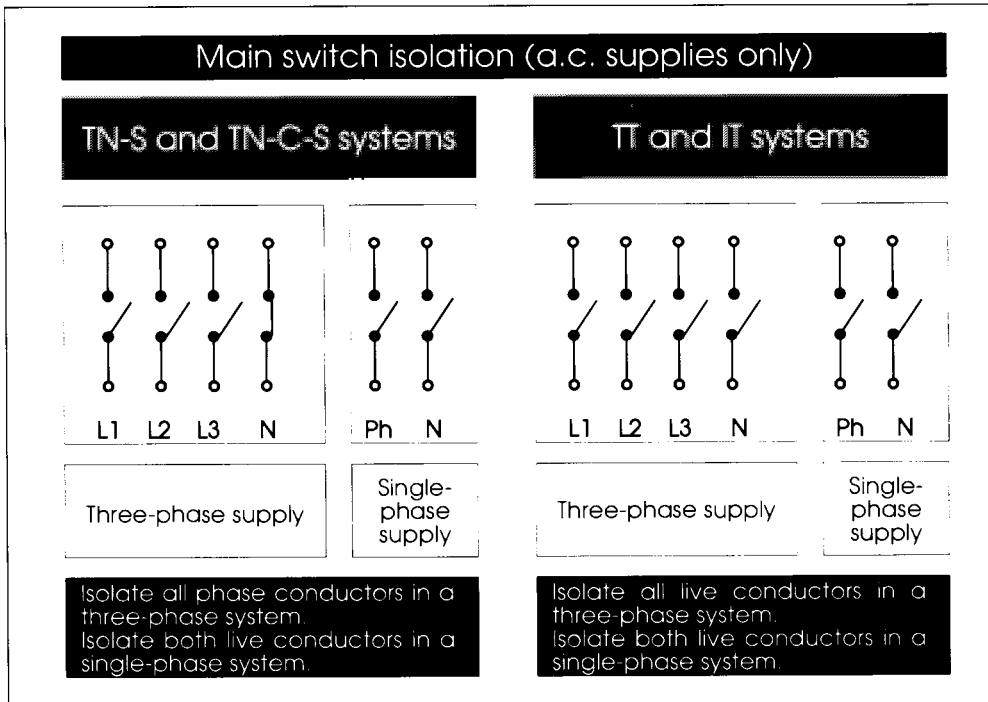 Main switch isolation (a.c. supplies only)
TN-S and TN-C-S systems
L1 L2 L3 N
Ph N
Three-phase supply
Single-
phase
supply
Isolate all phase conductors in a
three-phase system.
Isolate both live conductors in a
single-phase system.
TT and IT systems
L1 L2 L3 N
Ph N
Three-phase supply
Single-
phase
supply
Isolate all live conductors in a
three-phase system.
Isolate both live conductors in a
single-phase system.